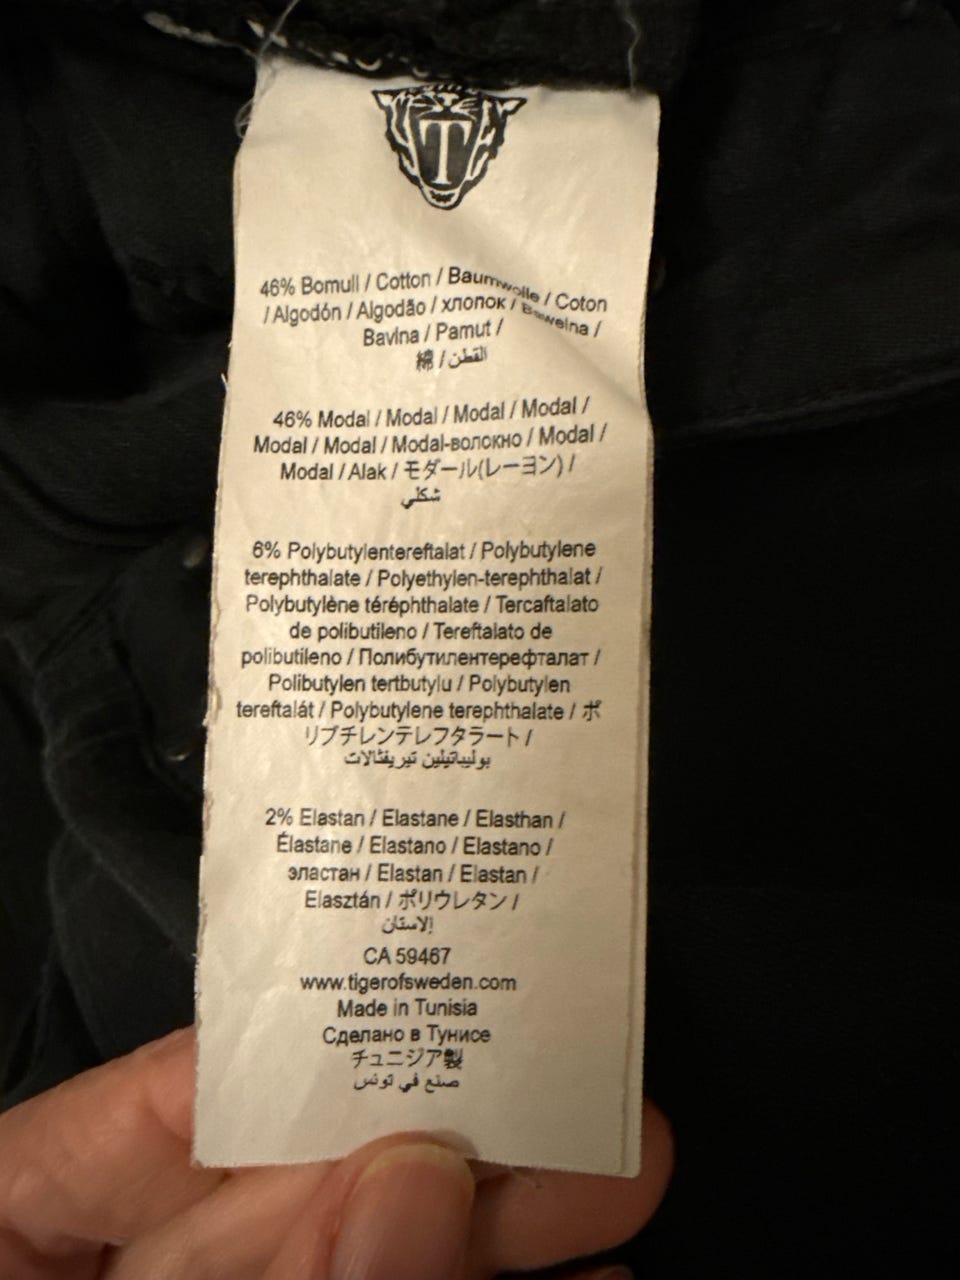 T
46% Bomull / Cotton / Baumwolle / Coton
/ Algodón / Algodão / хлопок / Bawełna /
Bavlna / Pamut /
綿 / القطن
46% Modal / Modal / Modal / Modal /
Modal / Modal / Modal-волокно / Modal /
Modal / Alak / モダール(レーヨン) /
شكلي
6% Polybutylentereftalat / Polybutylene
terephthalate / Polyethylen-terephthalat /
Polybutylène téréphthalate / Tercaftalato
de polibutileno / Tereftalato de
polibutileno / Полибутилентерефталат /
Polibutylen tertbutylu / Polybutylen
tereftalát / Polybutylene terephthalate / ポ
リブチレンテレフタラート /
بوليباتيلين تيريفثالات
2% Elastan / Elastane / Elasthan /
Élastane / Elastano / Elastano /
эластан / Elastan / Elastan /
Elasztán / ポリウレタン /
إلاستان
CA 59467
www.tigerofsweden.com
Made in Tunisia
Сделано в Тунисе
チュニジア製
صنع في تونس